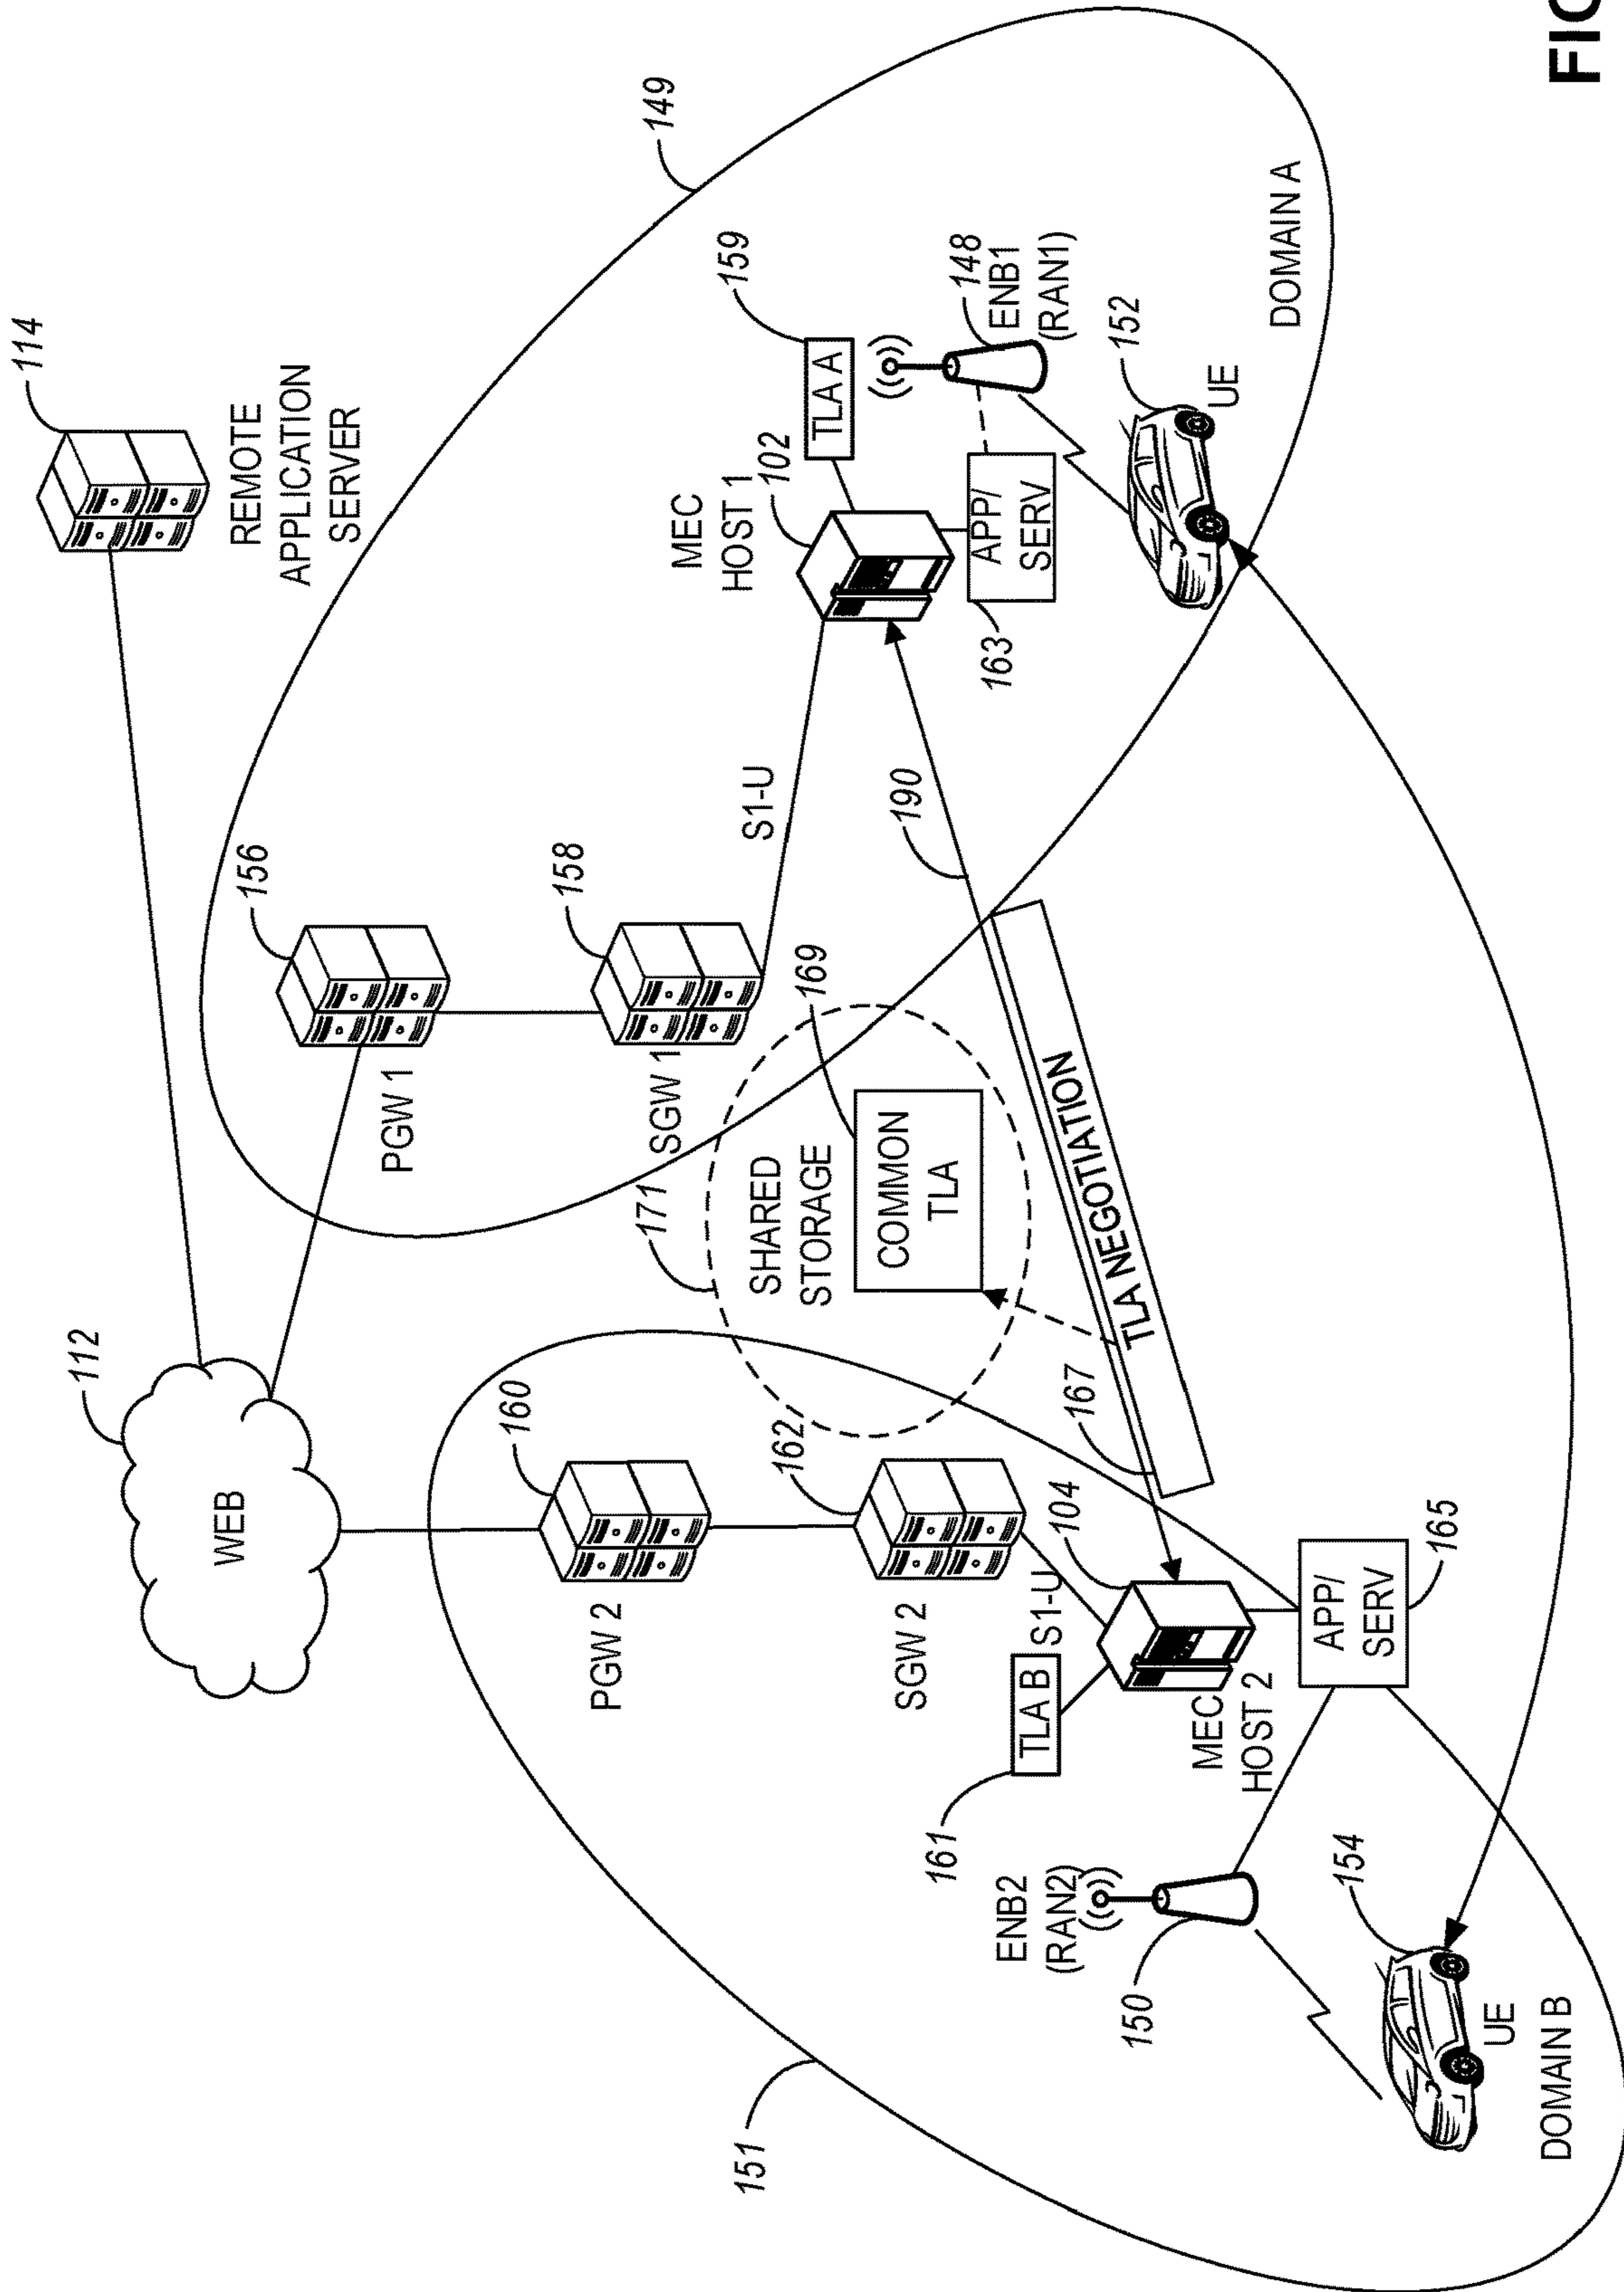 114
REMOTE
APPLICATION
SERVER
112
WEB
149
156
PGW 1
158
SGW 1
S1-U
MEC
HOST 1
102
TLA A
159
148
ENB1
(RAN1)
APP/
SERV
163
152
UE
DOMAIN A
190
171
SHARED
STORAGE
169
COMMON
TLA
TLA NEGOTIATION
167
160
PGW 2
162
SGW 2
S1-U
104
TLA B
161
MEC
HOST 2
APP/
SERV
165
ENB2
(RAN2)
150
154
UE
DOMAIN B
151